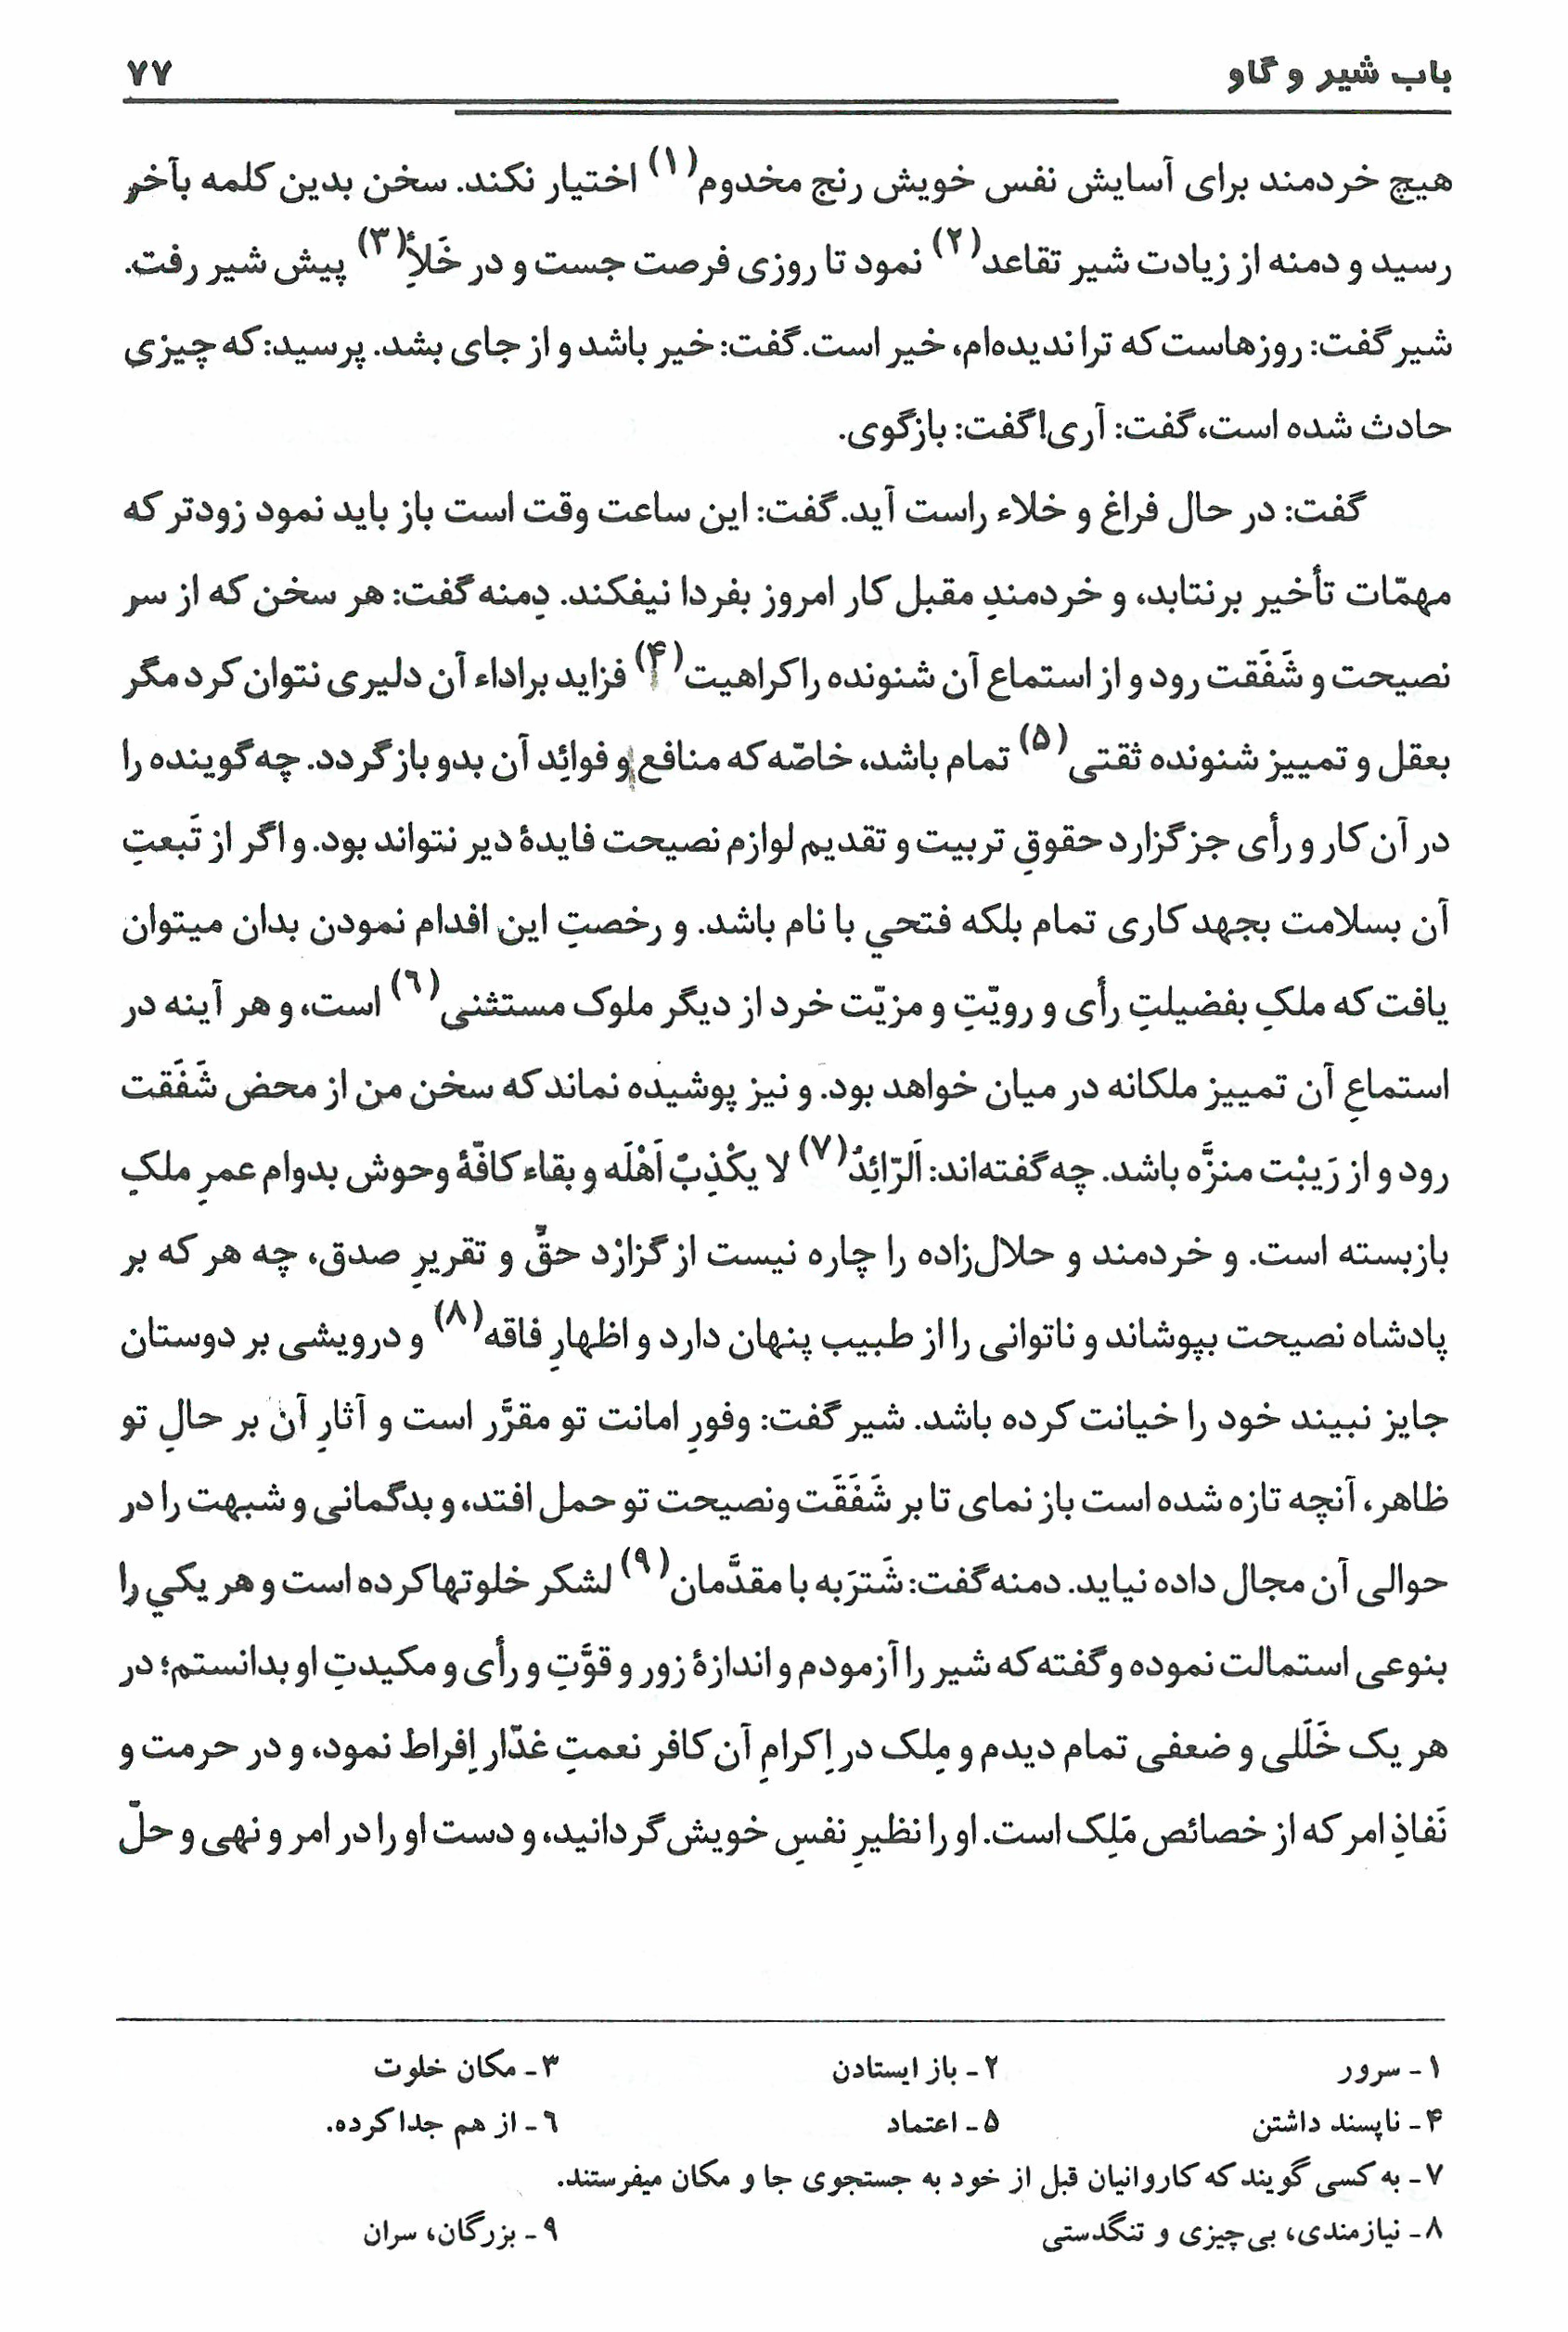 باب شیر و گاو ۷۷
هیچ خردمند برای آسایش نفس خویش رنج مخدوم(۱) اختیار نکند. سخن بدین کلمه بآخر
رسید و دمنه از زیادت شیر تقاعد(۲) نمود تا روزی فرصت جست و در خَلأِ(۳) پیش شیر رفت.
شیر گفت: روزهاست که ترا ندیده‌ام، خیر است. گفت: خیر باشد و از جای بشد. پرسید: که چیزی
حادث شده است، گفت: آری! گفت: بازگوی.
گفت: در حال فراغ و خلاء راست آید. گفت: این ساعت وقت است باز باید نمود زودتر که
مهمّات تأخیر برنتابد، و خردمندِ مقبل کار امروز بفردا نیفکند. دِمنه گفت: هر سخن که از سر
نصیحت و شَفَقت رود و از استماع آن شنونده را کراهیت(۴) فزاید براداء آن دلیری نتوان کرد مگر
بعقل و تمییز شنونده ثقتی(۵) تمام باشد، خاصّه که منافع و فوائِد آن بدو باز گردد. چه گوینده را
در آن کار و رأی جز گزارد حقوقِ تربیت و تقدیم لوازم نصیحت فایدهٔ دیر نتواند بود. و اگر از تَبعتِ
آن بسلامت بجهد کاری تمام بلکه فتحي با نام باشد. و رخصتِ این اقدام نمودن بدان میتوان
یافت که ملکِ بفضیلتِ رأی و رویّتِ و مزیّت خرد از دیگر ملوک مستثنی(۶) است، و هر آینه در
استماعِ آن تمییز ملکانه در میان خواهد بود. و نیز پوشیده نماند که سخن من از محض شَفَقت
رود و از رَیبْت منزَّه باشد. چه گفته‌اند: اَلرّائِدُ(۷) لا یکْذِبُ اَهْلَه و بقاء کافّهٔ وحوش بدوام عمرِ ملکِ
بازبسته است. و خردمند و حلال‌زاده را چاره نیست از گزارْد حقِّ و تقریرِ صدق، چه هر که بر
پادشاه نصیحت بپوشاند و ناتوانی را از طبیب پنهان دارد و اظهارِ فاقه(۸) و درویشی بر دوستان
جایز نبیند خود را خیانت کرده باشد. شیر گفت: وفورِ امانت تو مقرَّر است و آثارِ آن بر حالِ تو
ظاهر، آنچه تازه شده است باز نمای تا بر شَفَقَت ونصیحت تو حمل افتد، و بدگمانی و شبهت را در
حوالی آن مجال داده نیاید. دمنه گفت: شَترَبه با مقدَّمان(۹) لشکر خلوتها کرده است و هر یکي را
بنوعی استمالت نموده و گفته که شیر را آزمودم و اندازهٔ زور و قوَّتِ و رأی و مکیدتِ او بدانستم؛ در
هر یک خَلَلی و ضعفی تمام دیدم و مِلک در اِکرامِ آن کافر نعمتِ غدّار اِفراط نمود، و در حرمت و
نَفاذِ امر که از خصائص مَلِک است. او را نظیرِ نفسِ خویش گردانید، و دست او را در امر و نهی و حلّ
۱ـ سرور ۲ـ باز ایستادن ۳ـ مکان خلوت
۴ـ ناپسند داشتن ۵ـ اعتماد ۶ـ از هم جدا کرده.
۷ـ به کسی گویند که کاروانیان قبل از خود به جستجوی جا و مکان میفرستند.
۸ـ نیازمندی، بی‌چیزی و تنگدستی ۹ـ بزرگان، سران